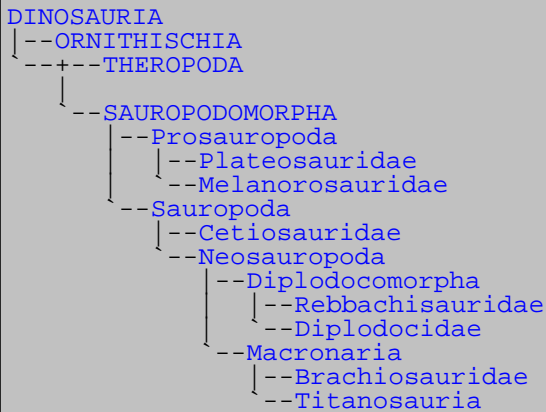 DINOSAURIA
|--ORNITHISCHIA
`--+--THEROPODA
   |
   `--SAUROPODOMORPHA
      |--Prosauropoda
      |  |--Plateosauridae
      |  `--Melanorosauridae
      `--Sauropoda
         |--Cetiosauridae
         `--Neosauropoda
            |--Diplodocomorpha
            |  |--Rebbachisauridae
            |  `--Diplodocidae
            `--Macronaria
               |--Brachiosauridae
               `--Titanosauria